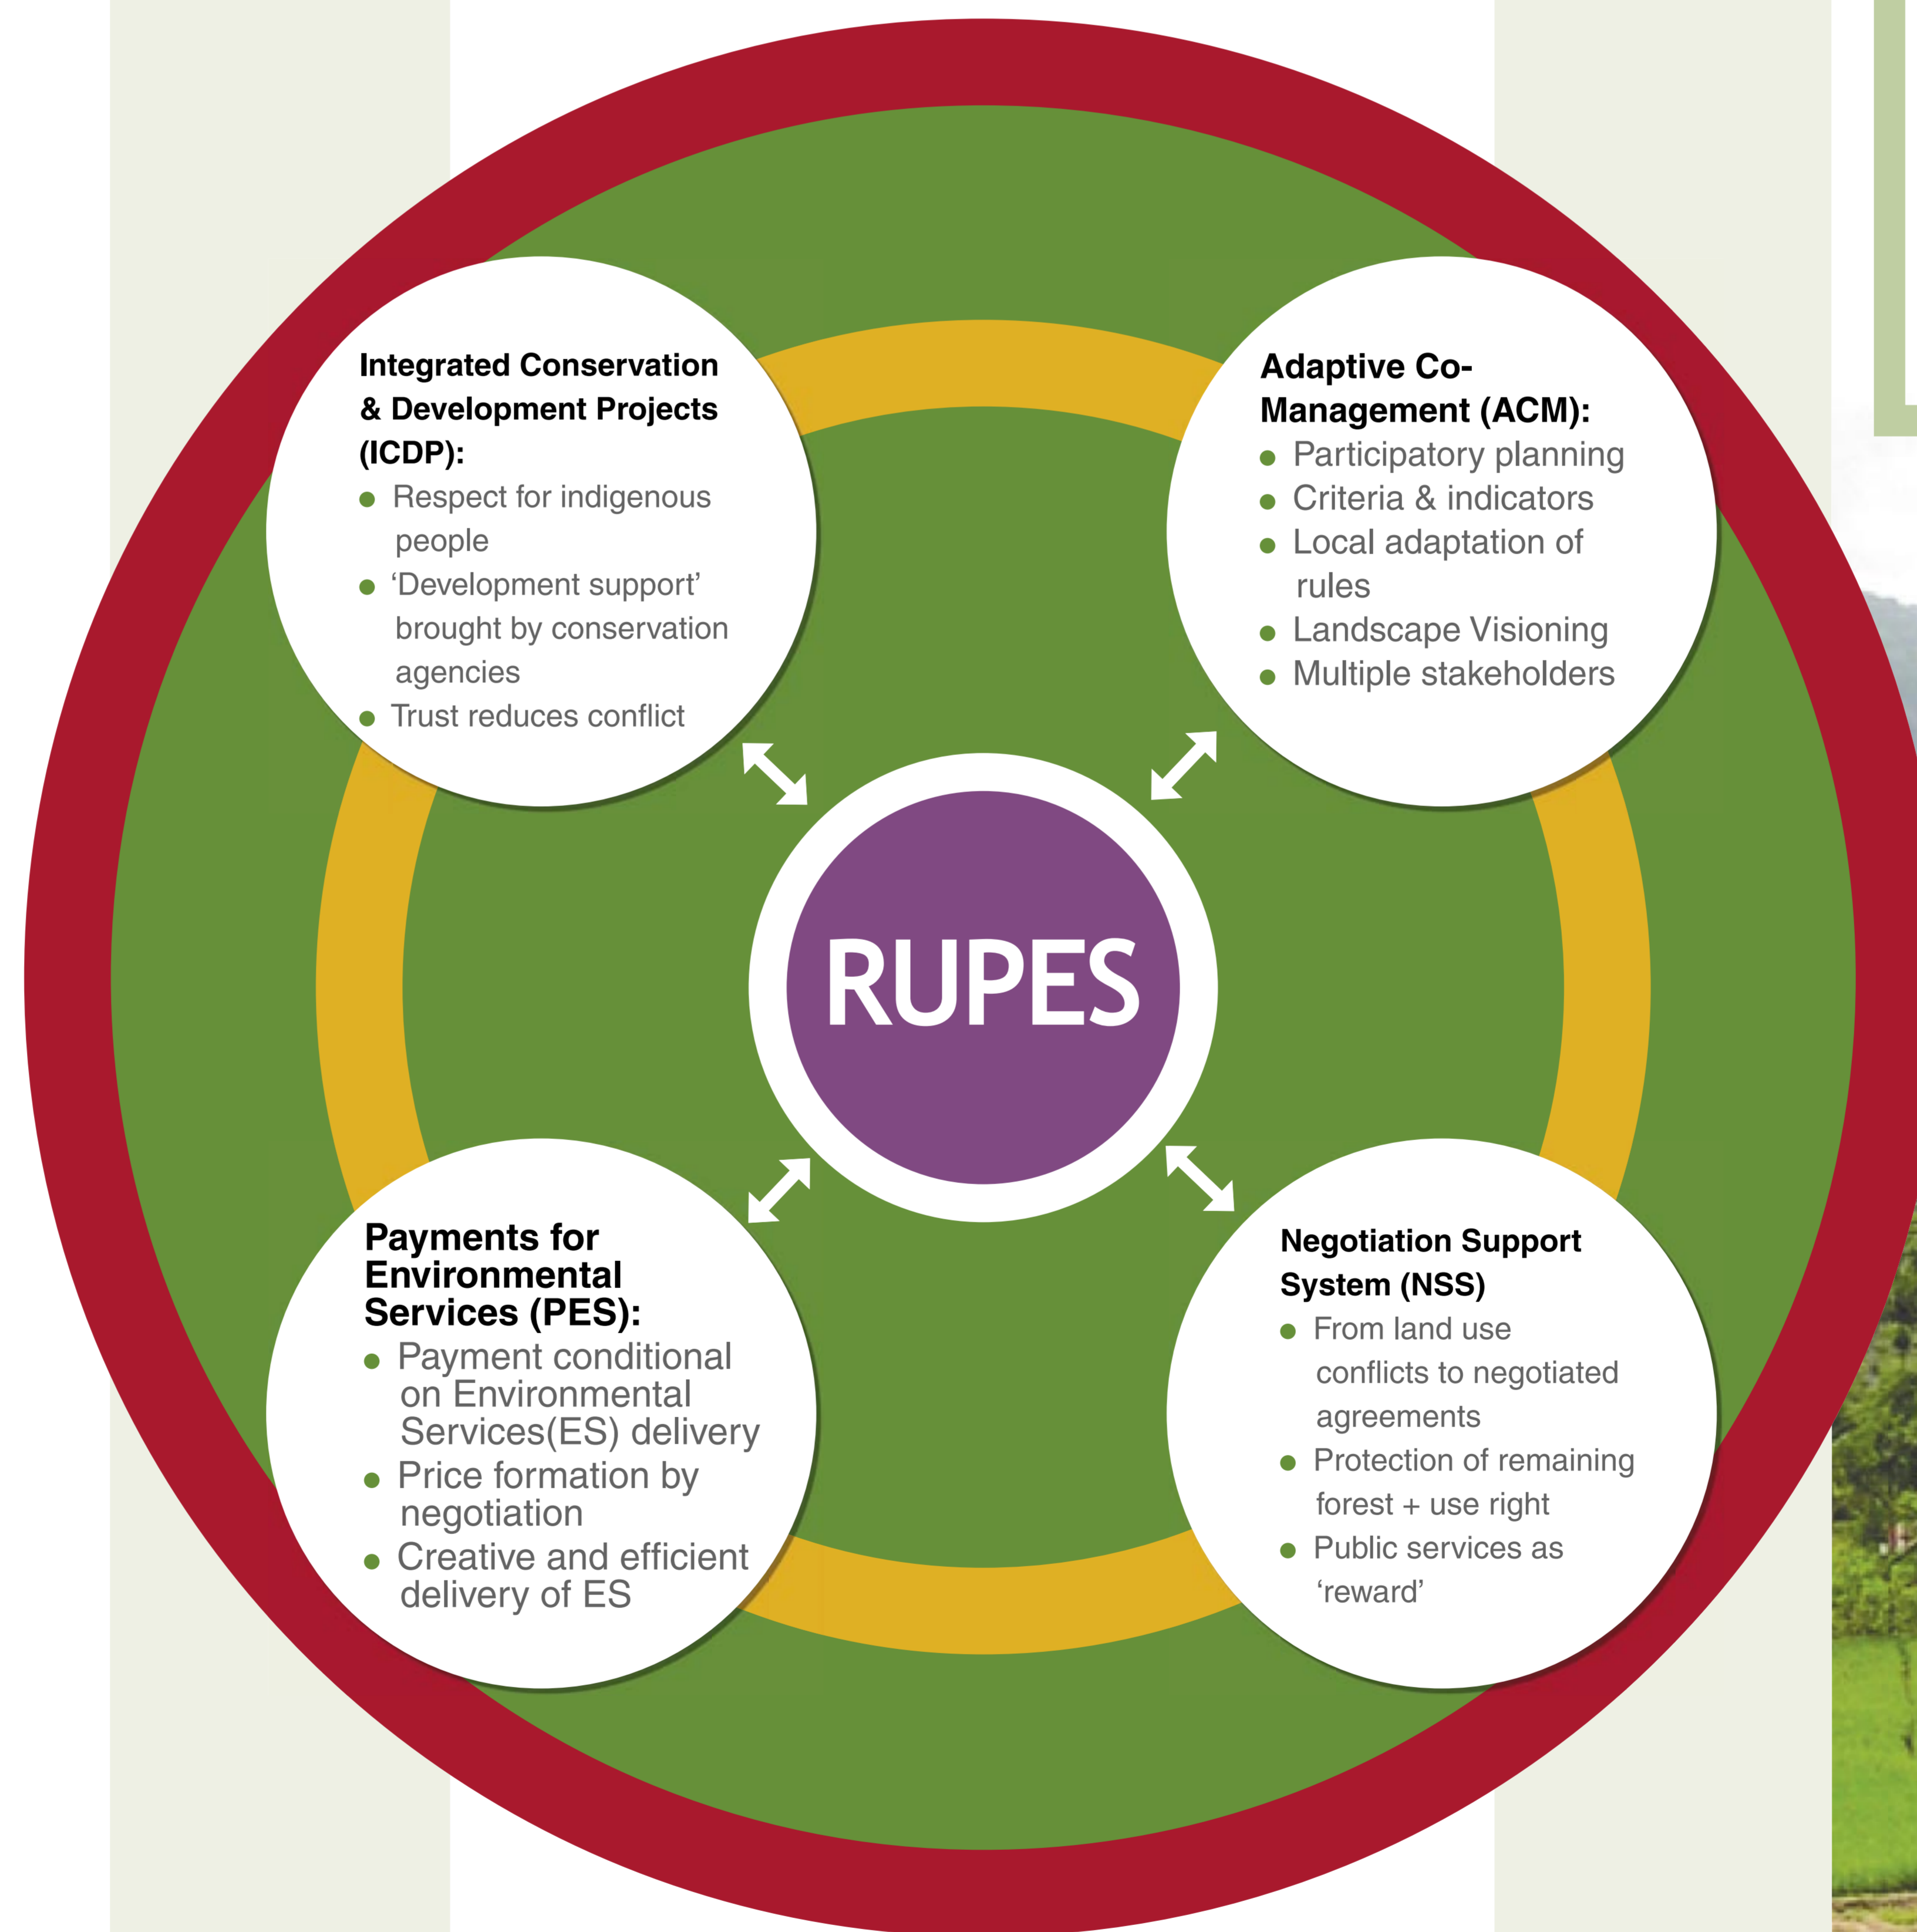 Integrated Conservation
& Development Projects
(ICDP):
● Respect for indigenous
people
● ‘Development support’
brought by conservation
agencies
● Trust reduces conflict
Adaptive Co-
Management (ACM):
● Participatory planning
● Criteria & indicators
● Local adaptation of
rules
● Landscape Visioning
● Multiple stakeholders
RUPES
Payments for
Environmental
Services (PES):
● Payment conditional
on Environmental
Services(ES) delivery
● Price formation by
negotiation
● Creative and efficient
delivery of ES
Negotiation Support
System (NSS)
● From land use
conflicts to negotiated
agreements
● Protection of remaining
forest + use right
● Public services as
‘reward’